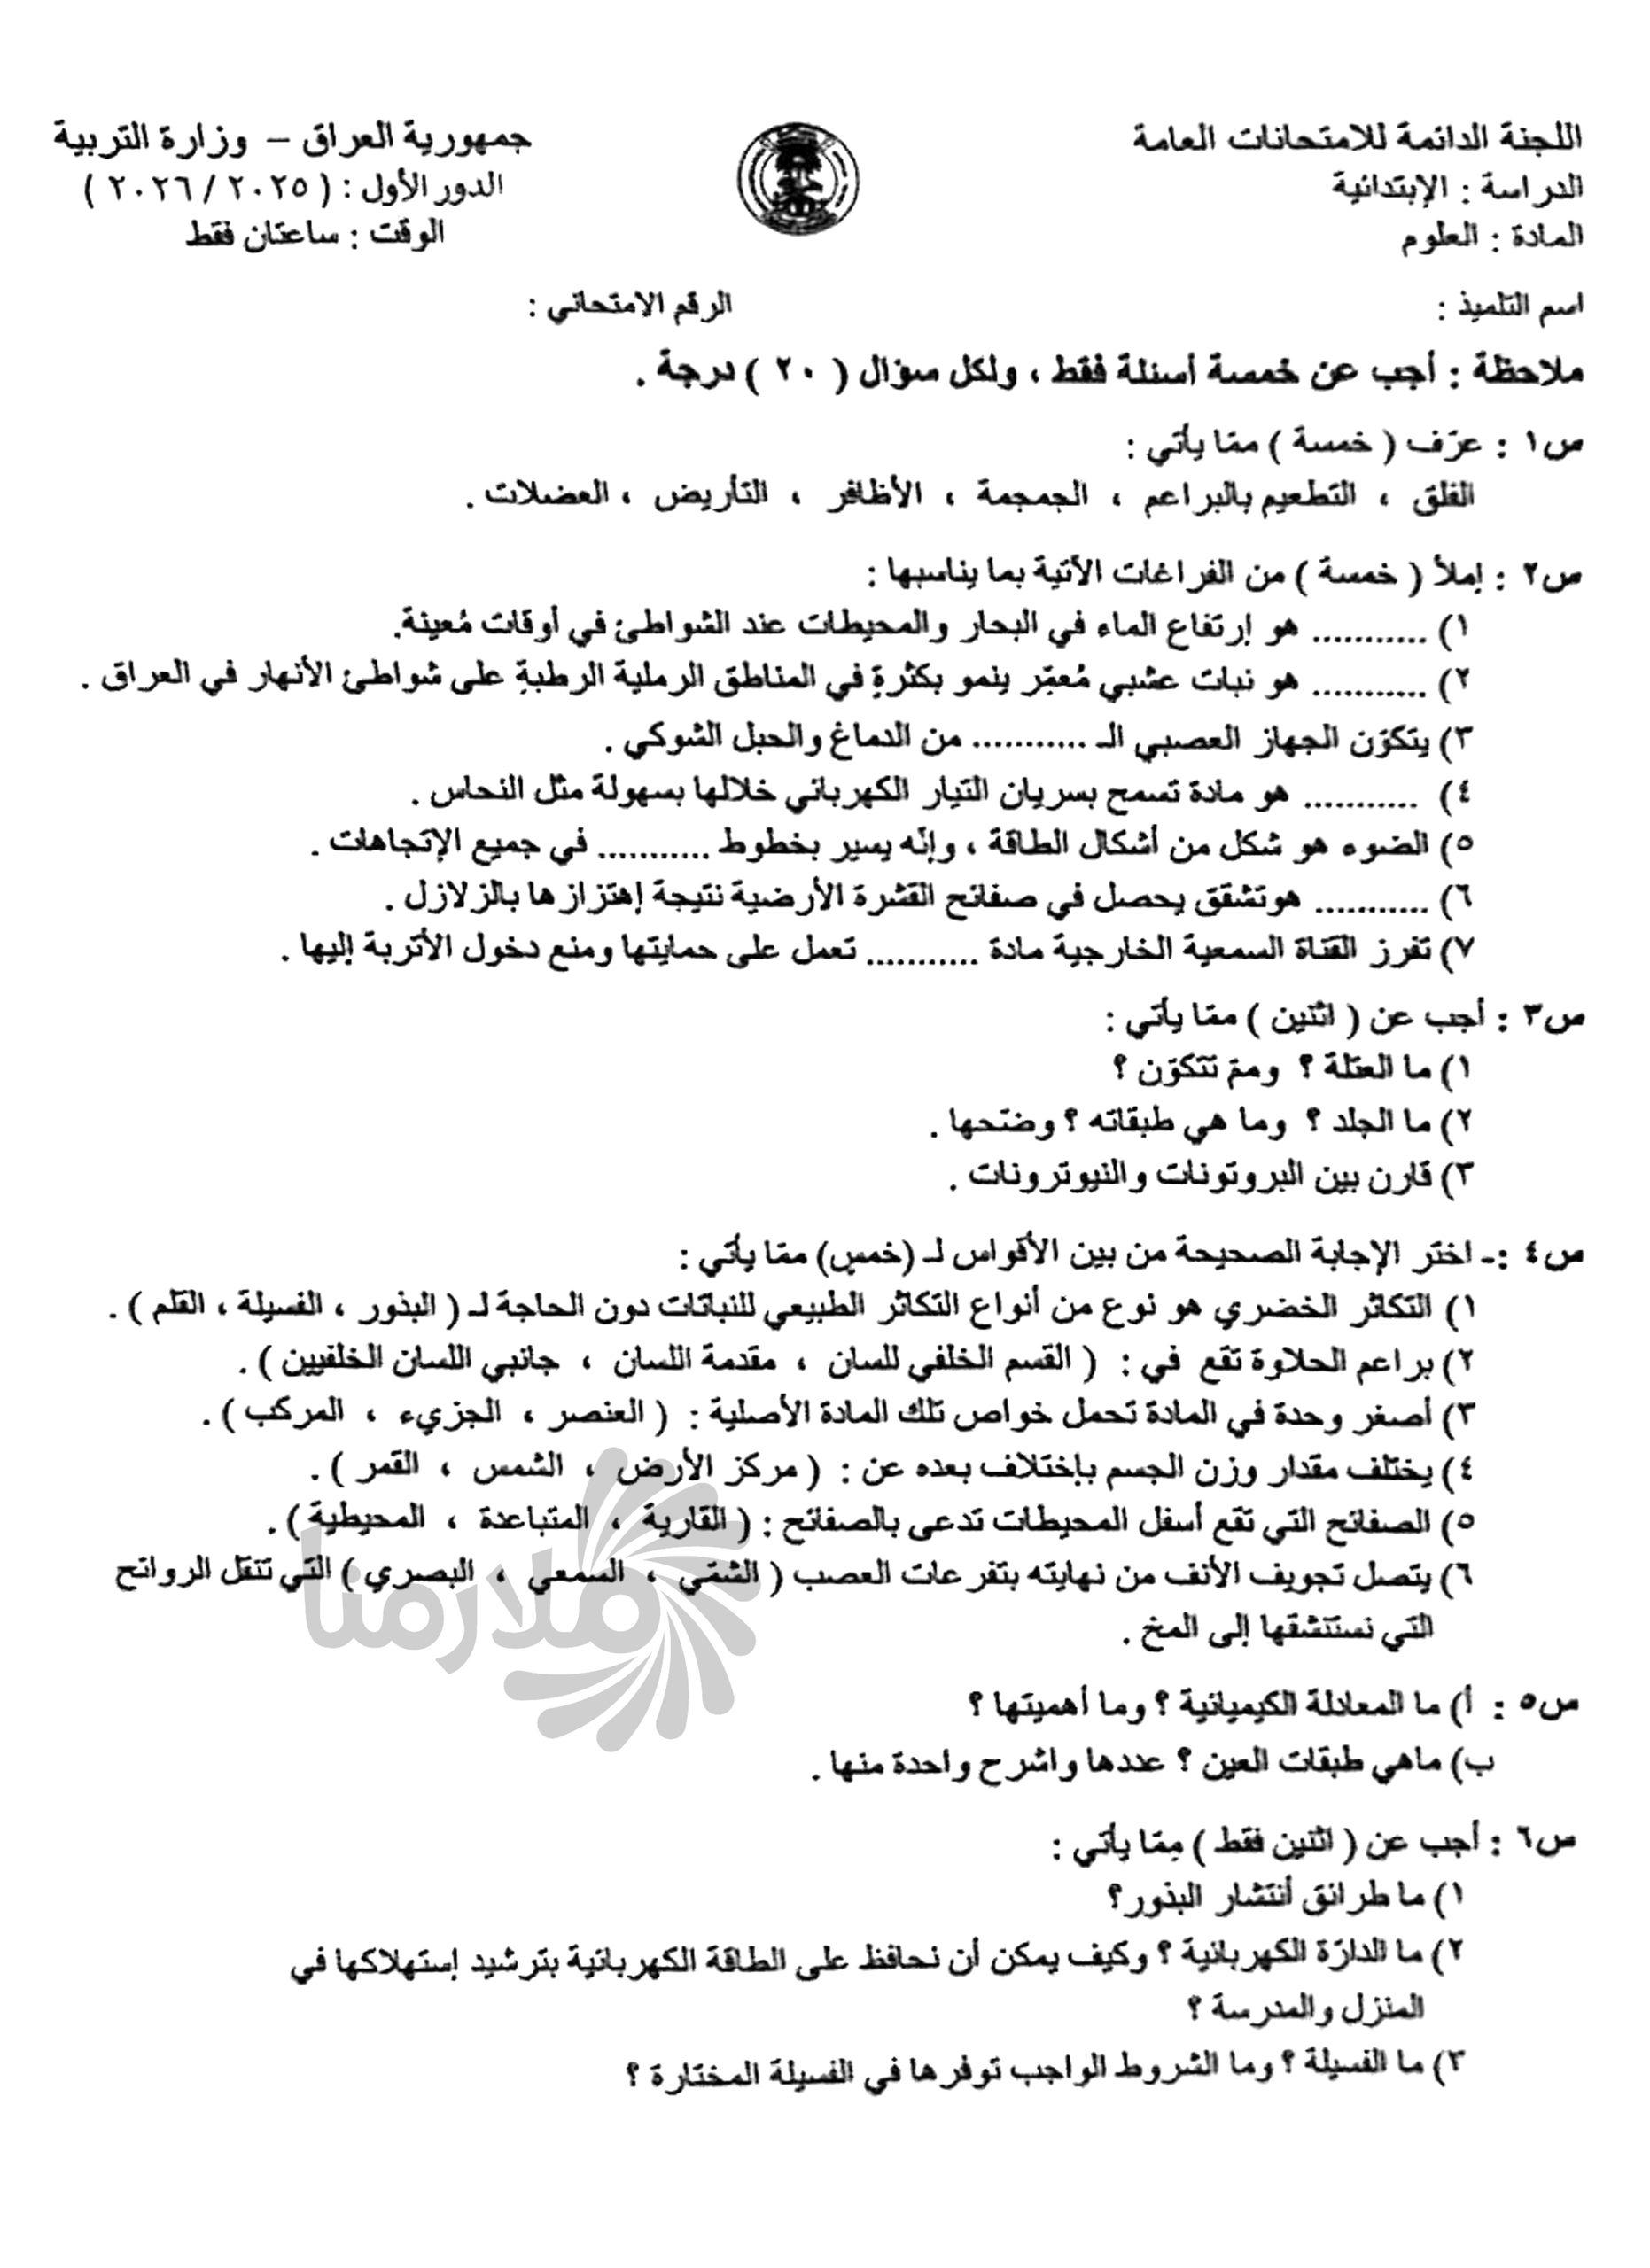 اللجنة الدائمة للامتحانات العامة
الدراسة : الإبتدائية
المادة : العلوم
جمهورية العراق – وزارة التربية
الدور الأول : ( ٢٠٢٥ / ٢٠٢٦ )
الوقت : ساعتان فقط
اسم التلميذ :
الرقم الامتحاني :
ملاحظة : أجب عن خمسة أسئلة فقط ، ولكل سؤال ( ٢٠ ) درجة .
س١ : عرّف ( خمسة ) ممّا يأتي :
الفلق ، التطعيم بالبراعم ، الجمجمة ، الأظافر ، التأريض ، العضلات .
س٢ : إملأ ( خمسة ) من الفراغات الآتية بما يناسبها :
١) ........... هو إرتفاع الماء في البحار والمحيطات عند الشواطئ في أوقات مُعينة.
٢) ........... هو نبات عشبي مُعمّر ينمو بكثرةٍ في المناطق الرملية الرطبةِ على شواطئ الأنهار في العراق .
٣) يتكوّن الجهاز العصبي الـ ........... من الدماغ والحبل الشوكي .
٤) ........... هو مادة تسمح بسريان التيار الكهربائي خلالها بسهولة مثل النحاس .
٥) الضوء هو شكل من أشكال الطاقة ، وإنّه يسير بخطوط ........... في جميع الإتجاهات .
٦) ........... هوتشقق يحصل في صفائح القشرة الأرضية نتيجة إهتزازها بالزلازل .
٧) تفرز القناة السمعية الخارجية مادة ........... تعمل على حمايتها ومنع دخول الأتربة إليها .
س٣ : أجب عن ( اثنين ) ممّا يأتي :
١) ما العتلة ؟ وممّ تتكوّن ؟
٢) ما الجلد ؟ وما هي طبقاته ؟ وضّحها .
٣) قارن بين البروتونات والنيوترونات .
س٤ :- اختر الإجابة الصحيحة من بين الأقواس لـ (خمسٍ) ممّا يأتي :
١) التكاثر الخضري هو نوع من أنواع التكاثر الطبيعي للنباتات دون الحاجة لـ ( البذور ، الفسيلة ، القلم ) .
٢) براعم الحلاوة تقع في : ( القسم الخلفي للسان ، مقدمة اللسان ، جانبي اللسان الخلفيين ) .
٣) أصغر وحدة في المادة تحمل خواص تلك المادة الأصلية : ( العنصر ، الجزيء ، المركب ) .
٤) يختلف مقدار وزن الجسم بإختلاف بعده عن : ( مركز الأرض ، الشمس ، القمر ) .
٥) الصفائح التي تقع أسفل المحيطات تدعى بالصفائح : ( القارية ، المتباعدة ، المحيطية ) .
٦) يتصل تجويف الأنف من نهايته بتفرعات العصب ( الشمّي ، السمعي ، البصري ) التي تنقل الروائح
التي نستنشقها إلى المخ .
ملازمنا
س٥ : أ) ما المعادلة الكيميائية ؟ وما أهميتها ؟
ب) ماهي طبقات العين ؟ عددها واشرح واحدة منها .
س٦ : أجب عن ( اثنين فقط ) مِمّا يأتي :
١) ما طرائق أنتشار البذور؟
٢) ما الدارّة الكهربائية ؟ وكيف يمكن أن نحافظ على الطاقة الكهربائية بترشيد إستهلاكها في
المنزل والمدرسة ؟
٣) ما الفسيلة ؟ وما الشروط الواجب توفرها في الفسيلة المختارة ؟